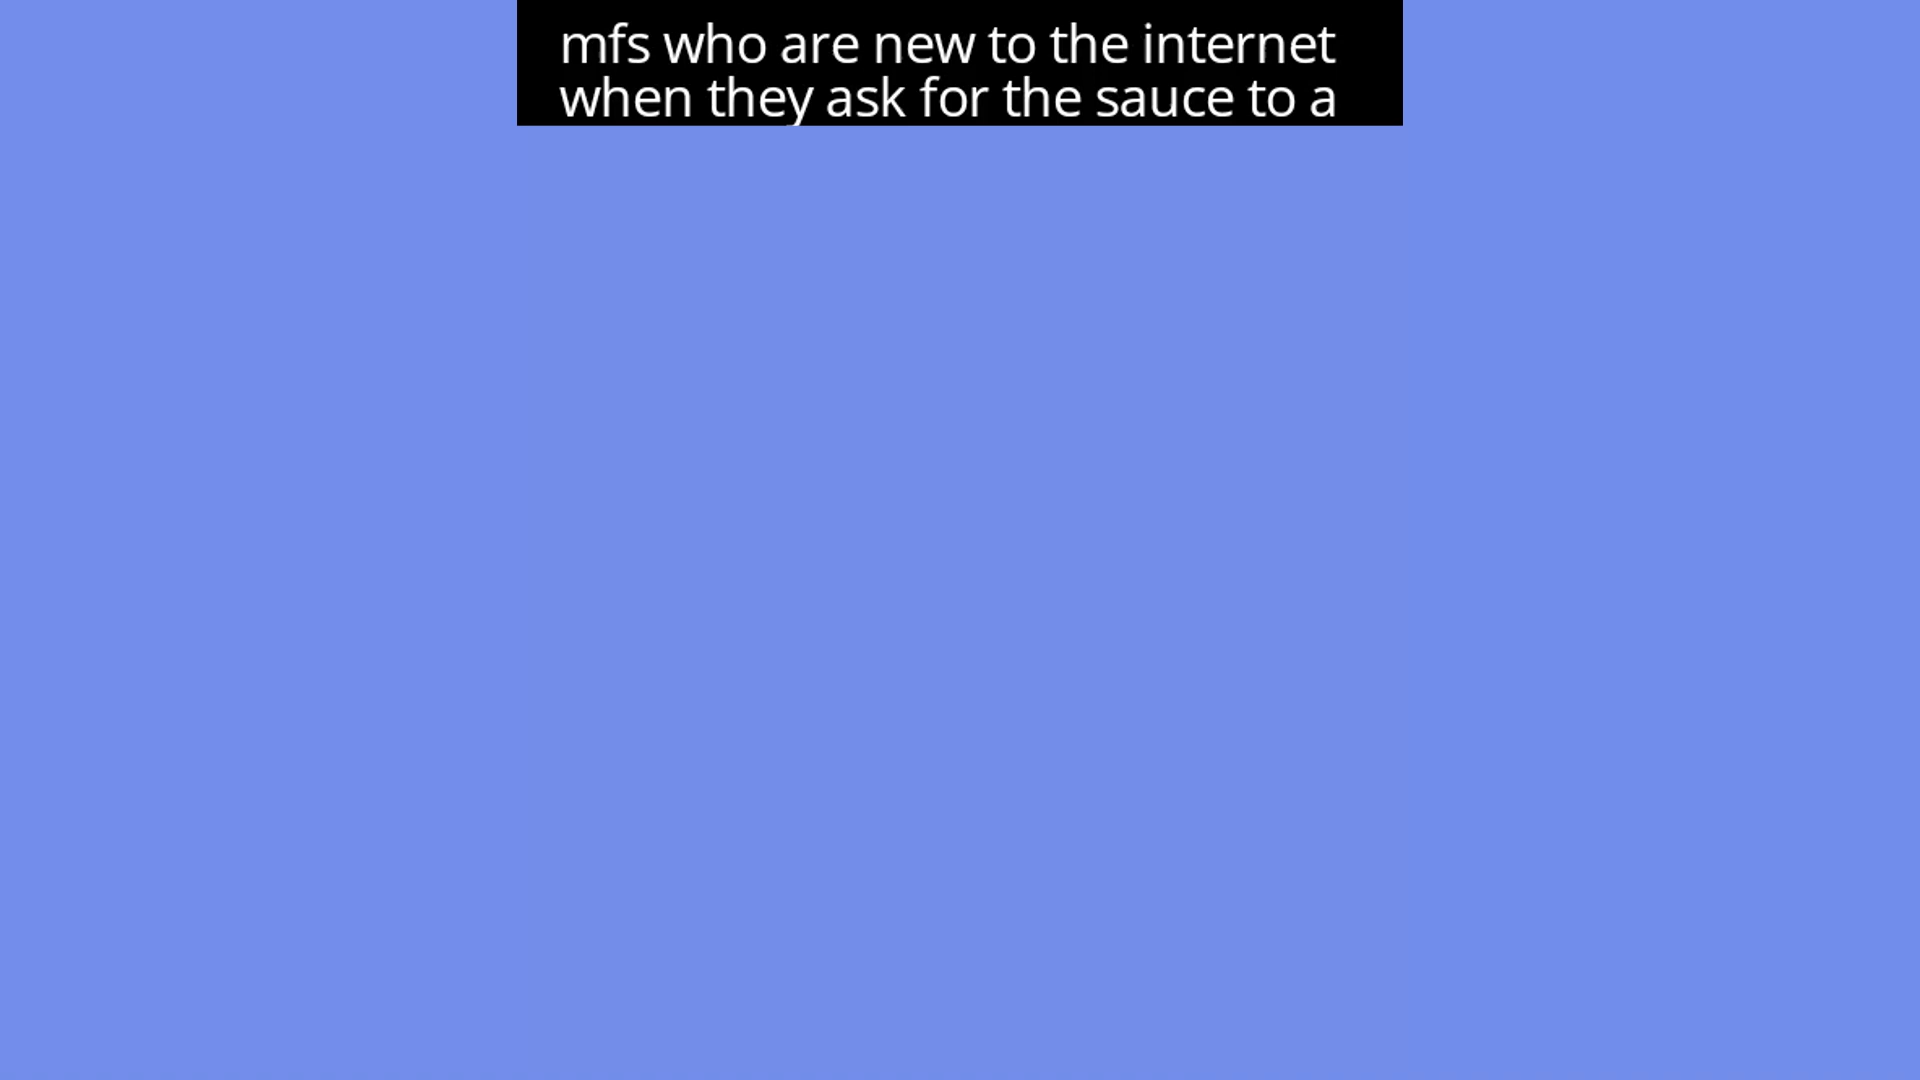 mfs who are new to the internet
when they ask for the sauce to a